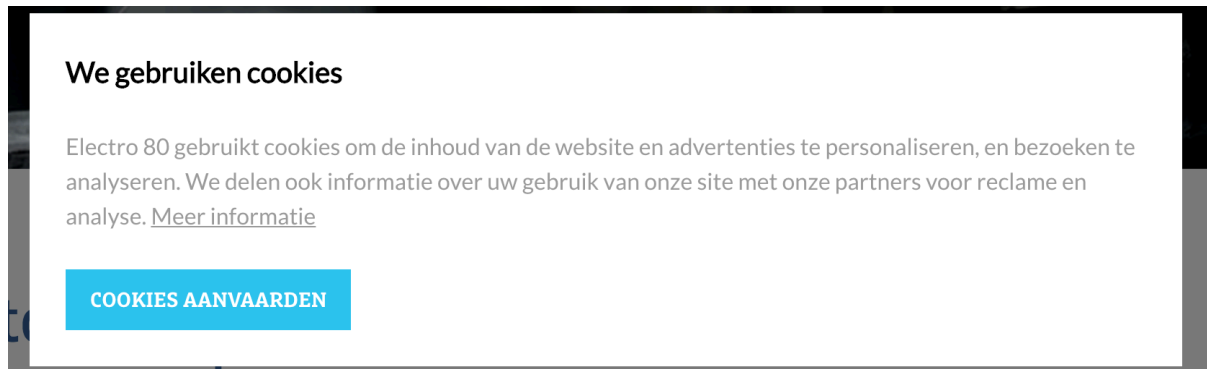 We gebruiken cookies
Electro 80 gebruikt cookies om de inhoud van de website en advertenties te personaliseren, en bezoeken te
analyseren. We delen ook informatie over uw gebruik van onze site met onze partners voor reclame en
analyse. Meer informatie
COOKIES AANVAARDEN